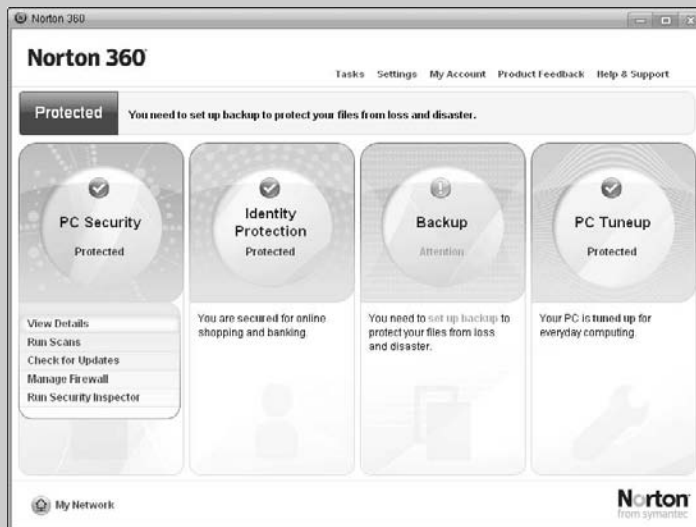 Norton 360
Norton 360
Tasks Settings My Account Product Feedback Help & Support
Protected
You need to set up backup to protect your files from loss and disaster.
PC Security
Protected
View Details
Run Scans
Check for Updates
Manage Firewall
Run Security Inspector
Identity
Protection
Protected
You are secured for online
shopping and banking.
Backup
Attention
You need to set up backup to
protect your files from loss
and disaster.
PC Tuneup
Protected
Your PC is tuned up for
everyday computing.
My Network
Norton
from symantec